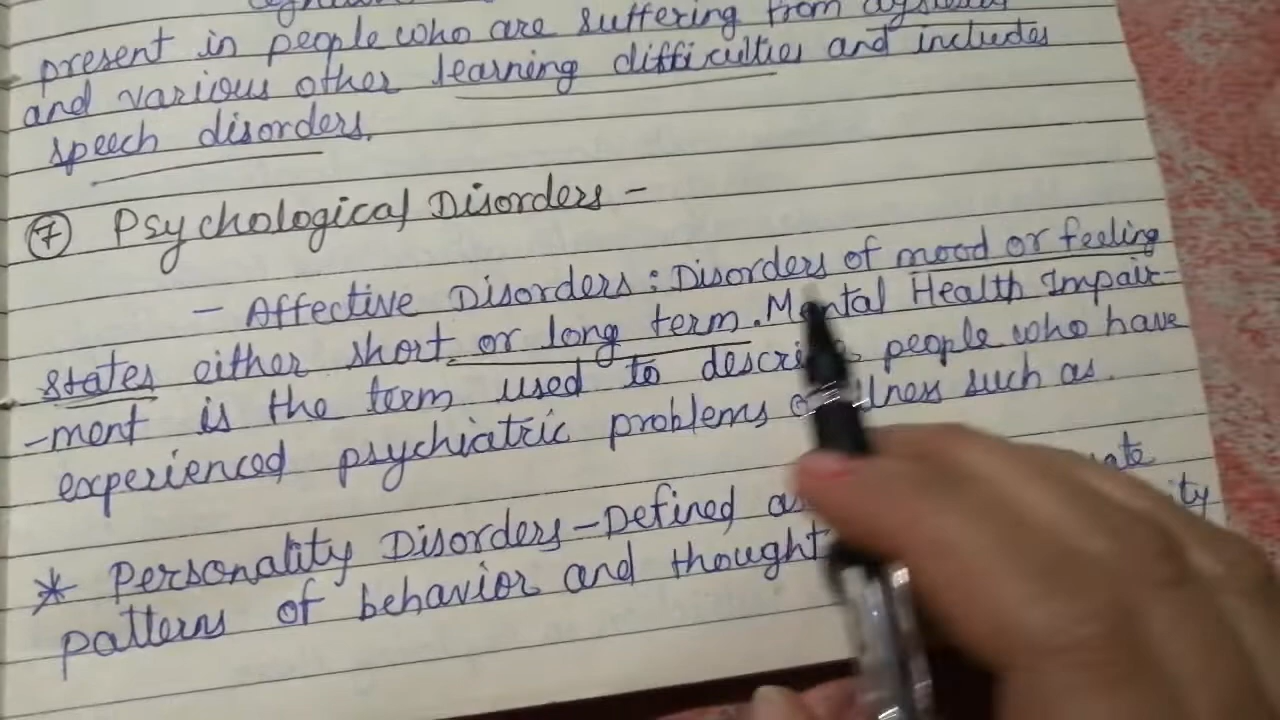 present in people who are suffering from
and various other learning difficulties and includes
speech disorders.
7 Psychological Disorders -
- Affective Disorders : Disorders of mood or feeling
states either short or long term. Mental Health Impair-
-ment is the term used to describe people who have
experienced psychiatric problems illness such as
* Personality Disorders - Defined
patterns of behavior and thought